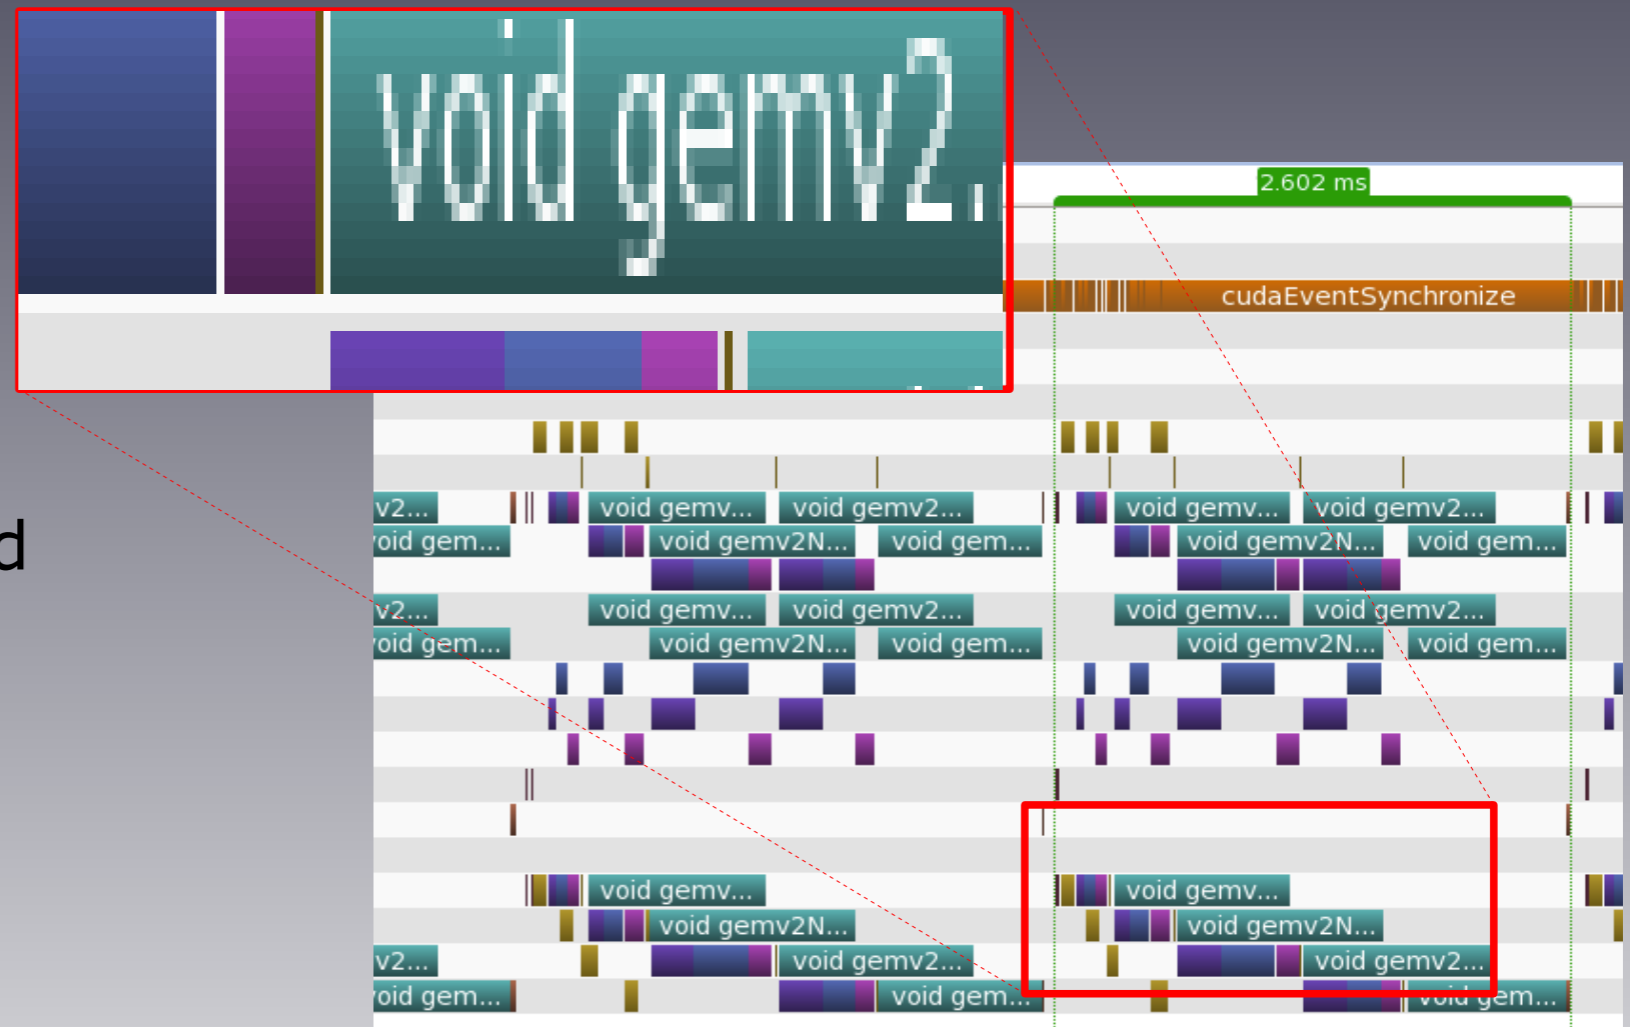 void gemv2.
2.602 ms
cudaEventSynchronize
v2... void gemv... void gemv2... void gemv... void gemv2...
void gem... void gemv2N... void gem... void gemv2N... void gem...
d
v2... void gemv... void gemv2... void gemv... void gemv2...
void gem... void gemv2N... void gem... void gemv2N... void gem...
void gemv... void gemv...
void gemv2N... void gemv2N...
v2... void gemv2... void gemv2...
void gem... void gem... void gem...